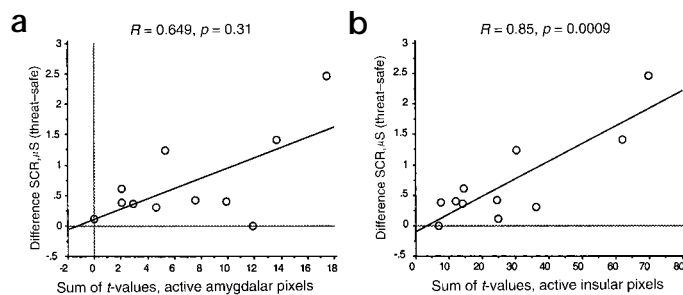 a
R = 0.649, p = 0.31
3
2.5
2
1.5
1
.5
0
-.5
-2 0 2 4 6 8 10 12 14 16 18
Difference SCR,μS (threat–safe)
Sum of t-values, active amygdalar pixels
b
R = 0.85, p = 0.0009
3
2.5
2
1.5
1
.5
0
-.5
0 10 20 30 40 50 60 70 80
Difference SCR,μS (threat–safe)
Sum of t-values, active insular pixels